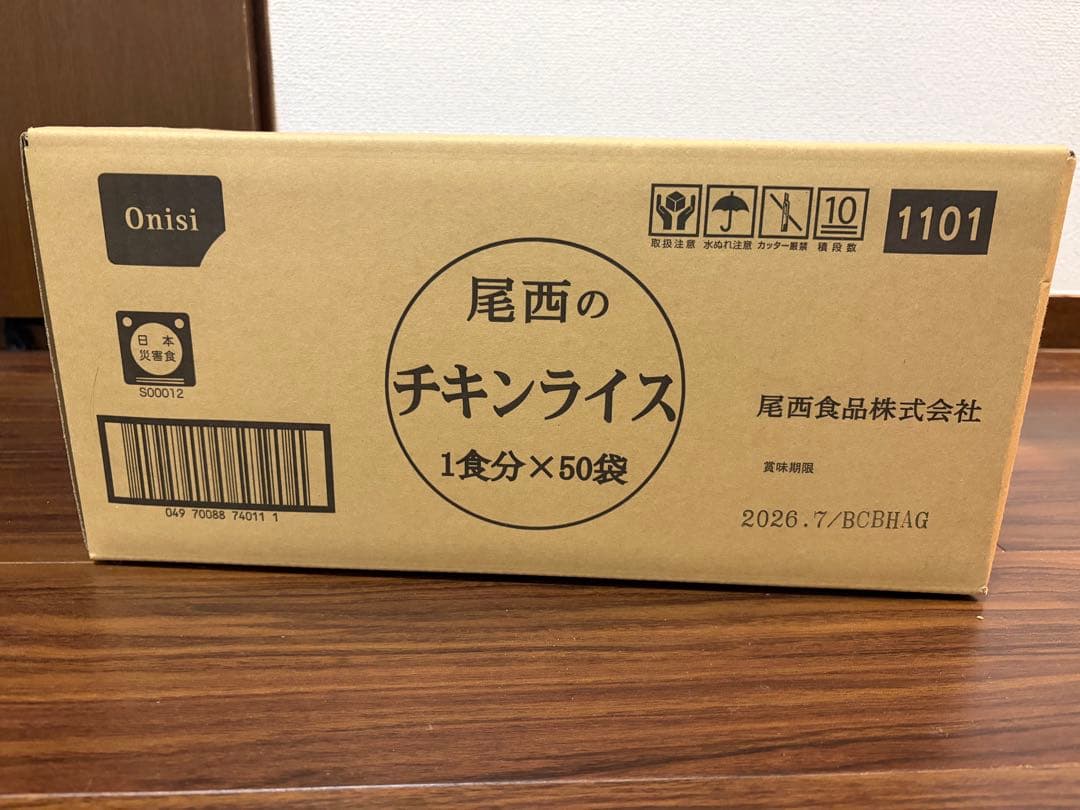 Onisi
取扱注意 水ぬれ注意 カッター厳禁 10 積段数
1101
日本
災害食
S00012
尾西の
チキンライス
1食分×50袋
尾西食品株式会社
賞味期限
2026.7/BCBHAG
049 70088 74011 1